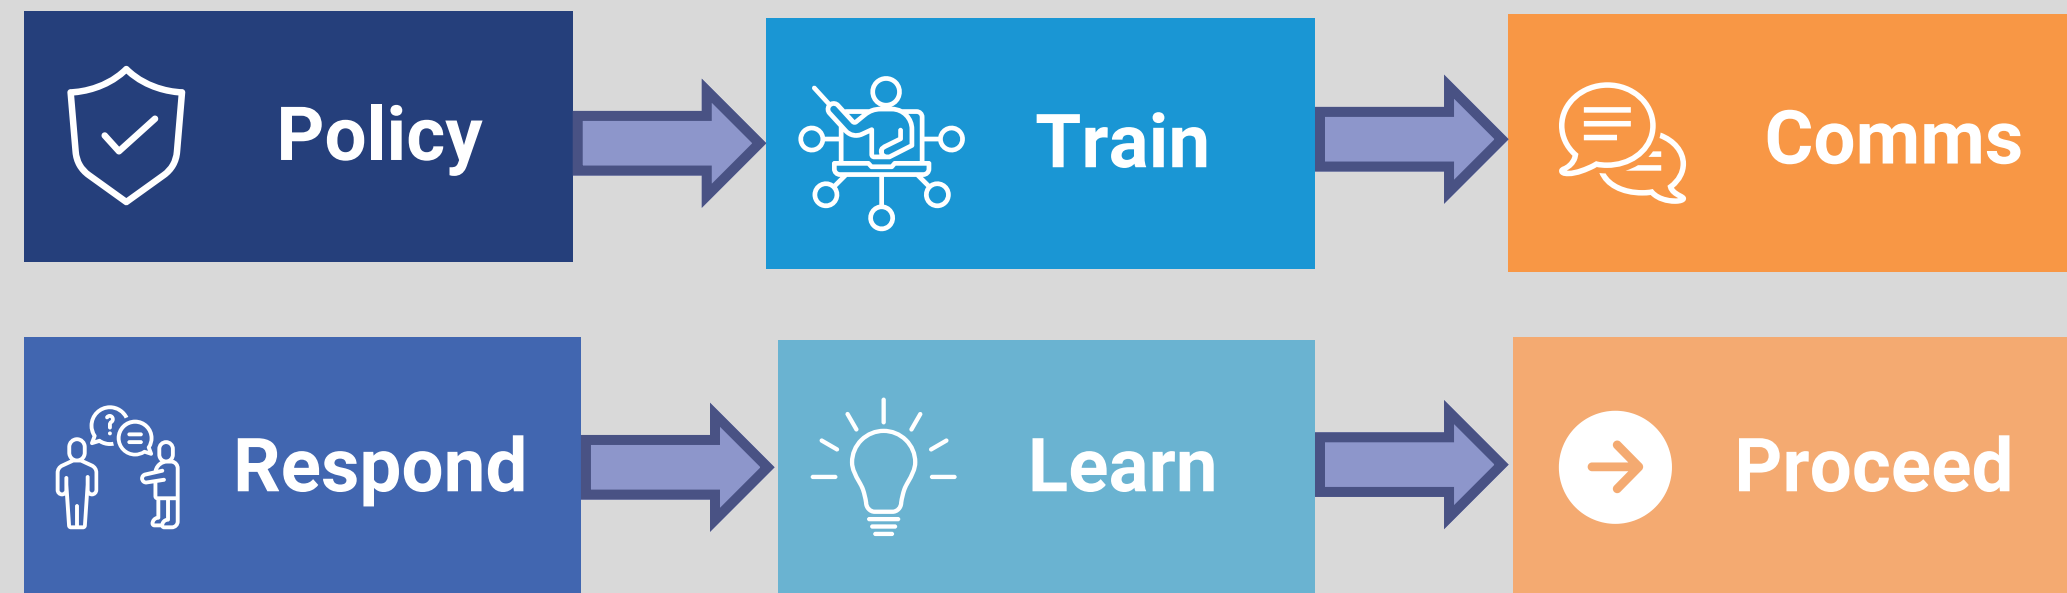 Policy
Train
Comms
?
Respond
Learn
Proceed